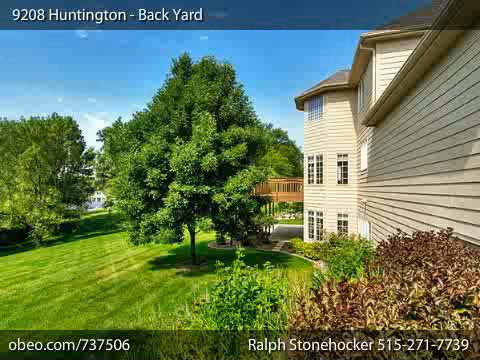 9208 Huntington - Back Yard
obeo.com/737506
Ralph Stonehocker 515-271-7739